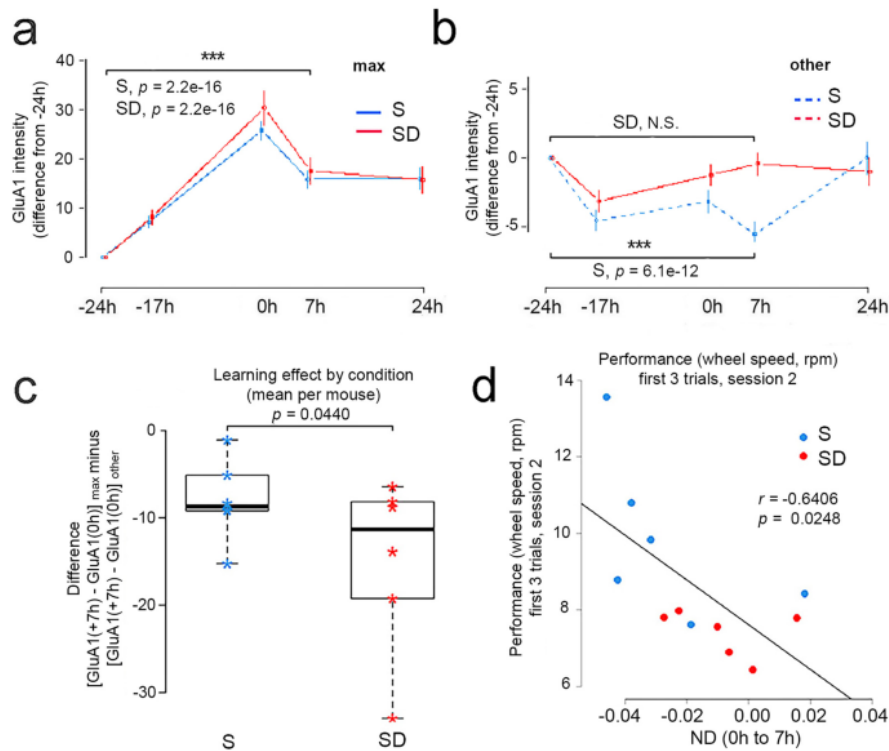 a
***
max
S, p = 2.2e-16
SD, p = 2.2e-16
S
SD
GluA1 intensity
(difference from -24h)
40
30
20
10
0
-24h
-17h
0h
7h
24h
b
other
S
SD
SD, N.S.
***
S, p = 6.1e-12
GluA1 intensity
(difference from -24h)
5
0
-5
-24h
-17h
0h
7h
24h
c
Learning effect by condition
(mean per mouse)
p = 0.0440
Difference
[GluA1(+7h) - GluA1(0h)] max minus
[GluA1(+7h) - GluA1(0h)] other
0
-10
-20
-30
S
SD
d
Performance (wheel speed, rpm)
first 3 trials, session 2
S
SD
r = -0.6406
p = 0.0248
Performance (wheel speed, rpm)
first 3 trials, session 2
14
12
10
8
6
-0.04
-0.02
0.00
0.02
0.04
ND (0h to 7h)